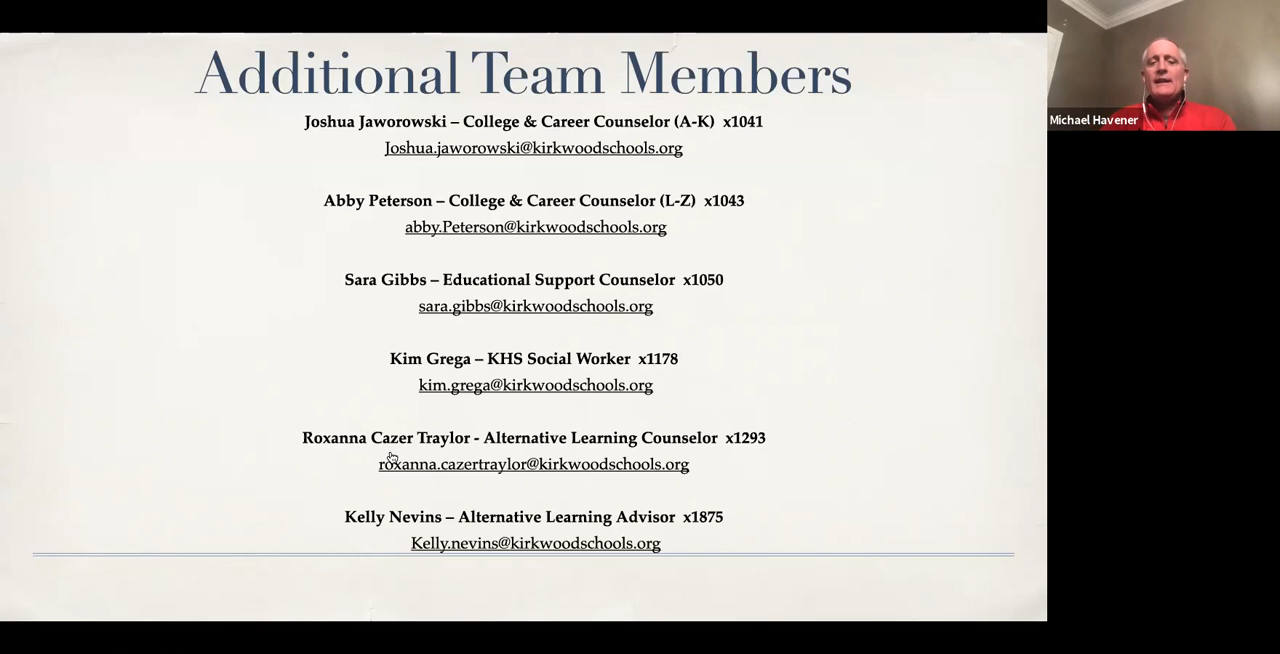 Additional Team Members
Joshua Jaworowski – College & Career Counselor (A-K) x1041
Joshua.jaworowski@kirkwoodschools.org
Abby Peterson – College & Career Counselor (L-Z) x1043
abby.Peterson@kirkwoodschools.org
Sara Gibbs – Educational Support Counselor x1050
sara.gibbs@kirkwoodschools.org
Kim Grega – KHS Social Worker x1178
kim.grega@kirkwoodschools.org
Roxanna Cazer Traylor - Alternative Learning Counselor x1293
roxanna.cazertraylor@kirkwoodschools.org
Kelly Nevins – Alternative Learning Advisor x1875
Kelly.nevins@kirkwoodschools.org
Michael Havener